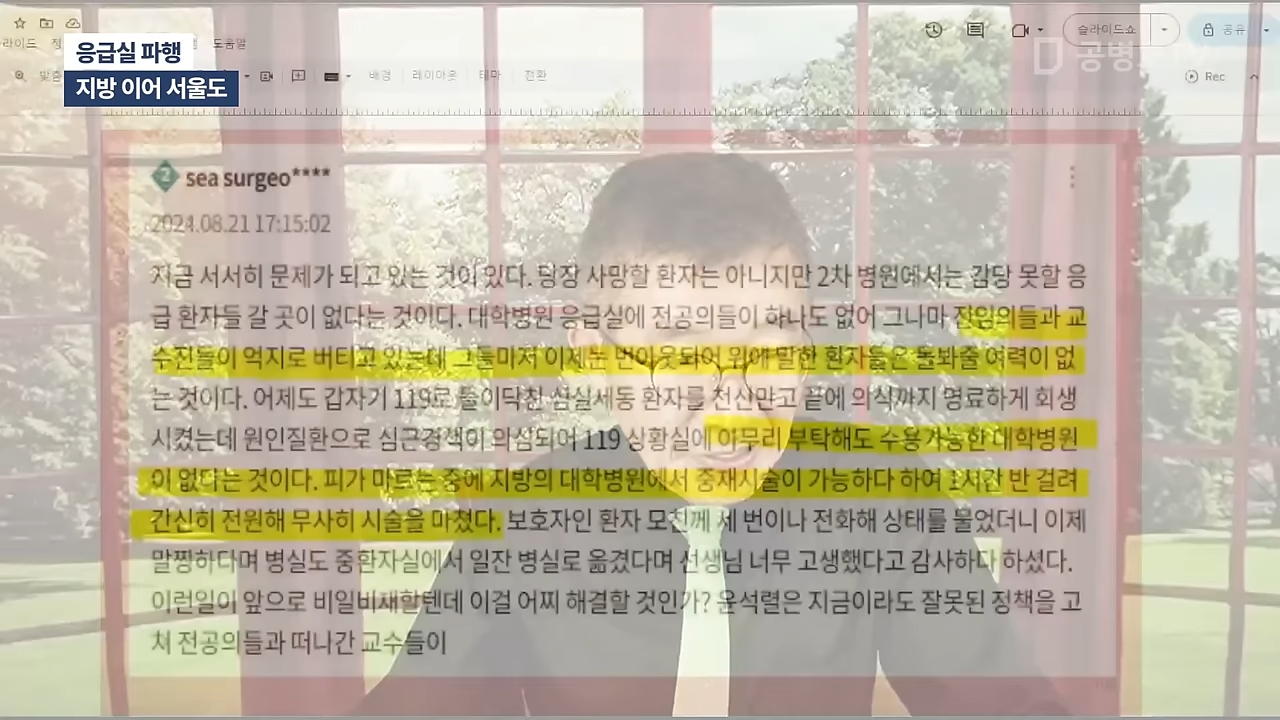 라이드
도움말
슬라이드쇼
공유
응급실 파행
지방 이어 서울도
공병
배경
레이아웃
테마
전환
Rec
2 sea surgeo****
2024.08.21 17:15:02
지금 서서히 문제가 되고 있는 것이 있다. 당장 사망할 환자는 아니지만 2차 병원에서는 감당 못할 응
급 환자들 갈 곳이 없다는 것이다. 대학병원 응급실에 전공의들이 하나도 없어 그나마 전임의들과 교
수진들이 억지로 버티고 있는데 그들마저 이제는 번아웃되어 위에 말한 환자들은 돌봐줄 여력이 없
는 것이다. 어제도 갑자기 119로 들이닥친 심실세동 환자를 천신만고 끝에 의식까지 명료하게 회생
시켰는데 원인질환으로 심근경색이 의심되어 119 상황실에 아무리 부탁해도 수용가능한 대학병원
이 없다는 것이다. 피가 마르는 중에 지방의 대학병원에서 중재시술이 가능하다 하여 1시간 반 걸려
간신히 전원해 무사히 시술을 마쳤다. 보호자인 환자 모친께 세 번이나 전화해 상태를 물었더니 이제
말짱하다며 병실도 중환자실에서 일잔 병실로 옮겼다며 선생님 너무 고생했다고 감사하다 하셨다.
이런일이 앞으로 비일비재할텐데 이걸 어찌 해결할 것인가? 윤석렬은 지금이라도 잘못된 정책을 고
쳐 전공의들과 떠나간 교수들이